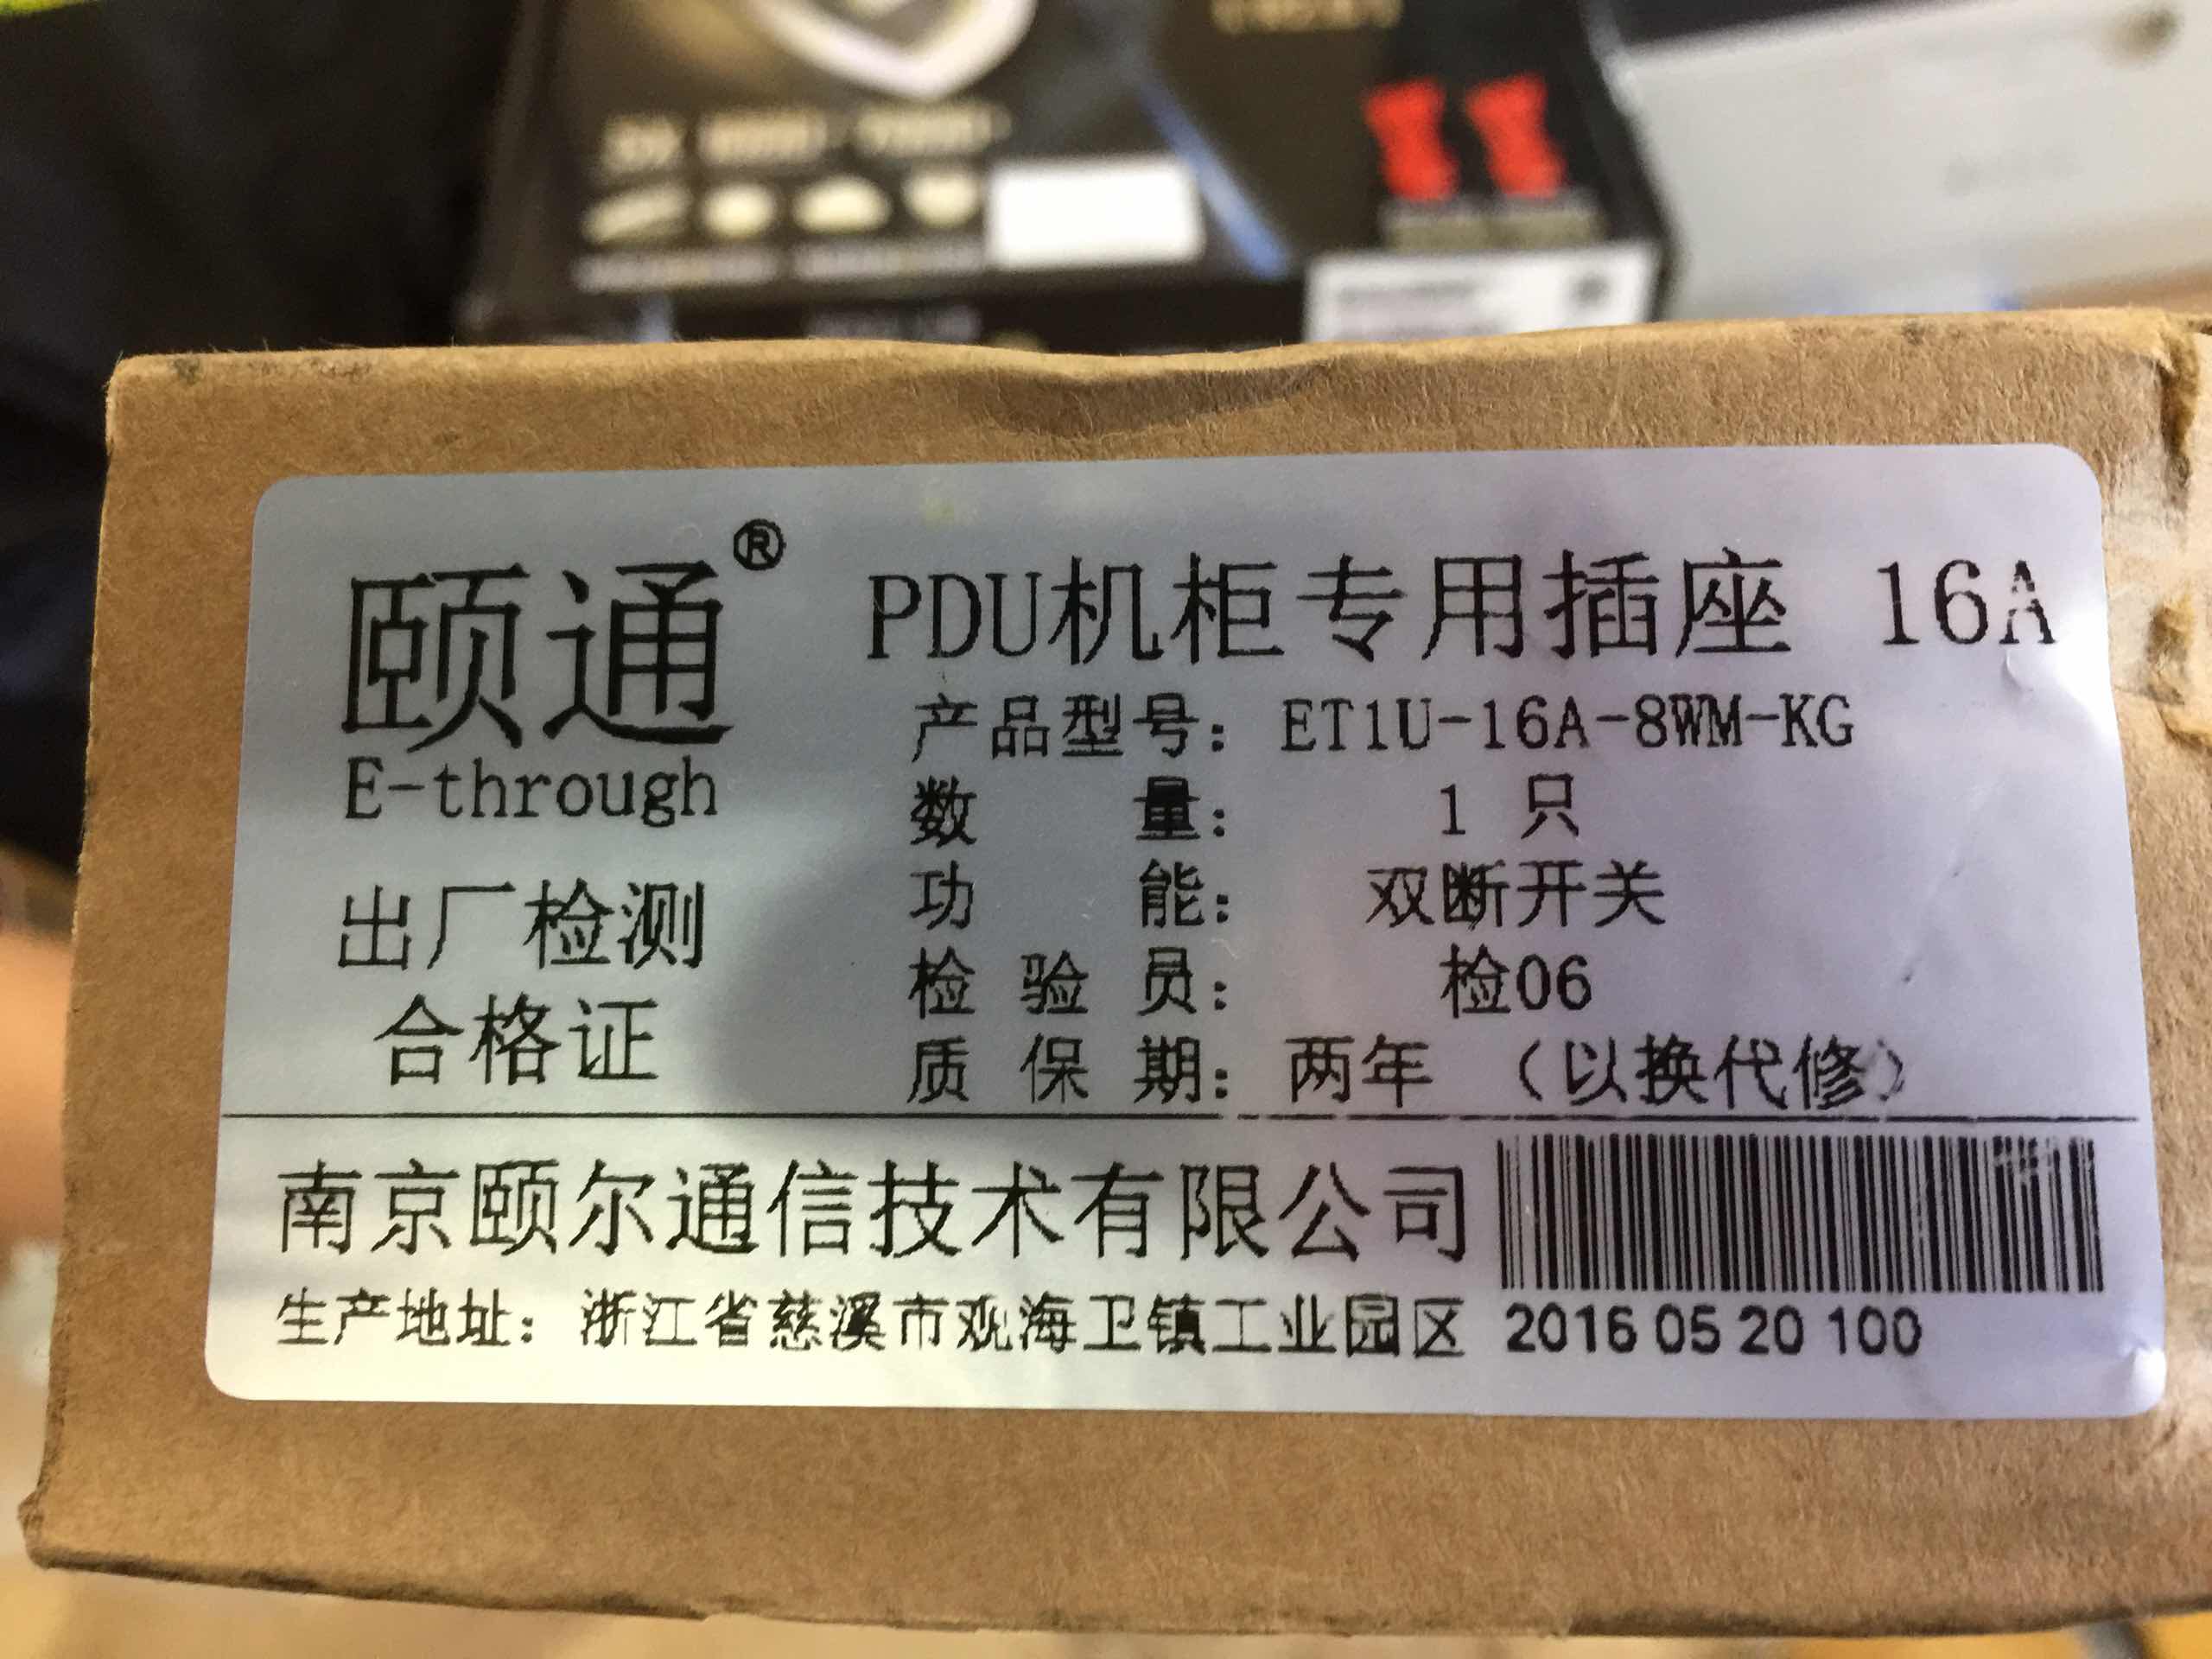 颐通®
E-through
出厂检测
合格证
PDU机柜专用插座 16A
产品型号: ET1U-16A-8WM-KG
数量: 1 只
功能: 双断开关
检验员: 检06
质保期: 两年 (以换代修)
南京颐尔通信技术有限公司
生产地址: 浙江省慈溪市观海卫镇工业园区
2016 05 20 100